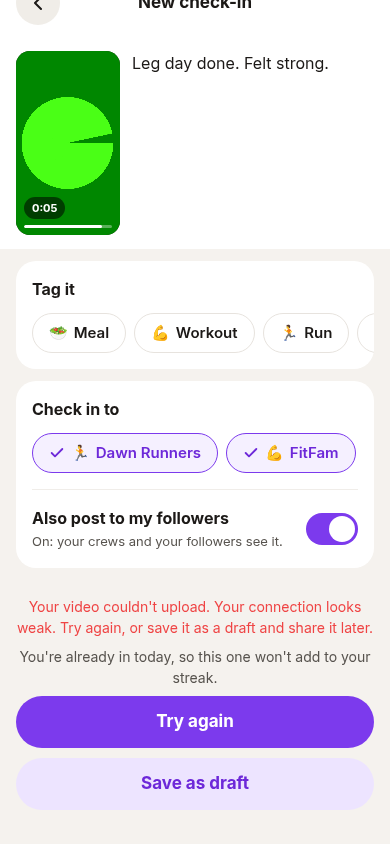 New check-in
Leg day done. Felt strong.
0:05
Tag it
Meal
Workout
Run
Check in to
Dawn Runners
FitFam
Also post to my followers
On: your crews and your followers see it.
Your video couldn't upload. Your connection looks
weak. Try again, or save it as a draft and share it later.
You're already in today, so this one won't add to your
streak.
Try again
Save as draft